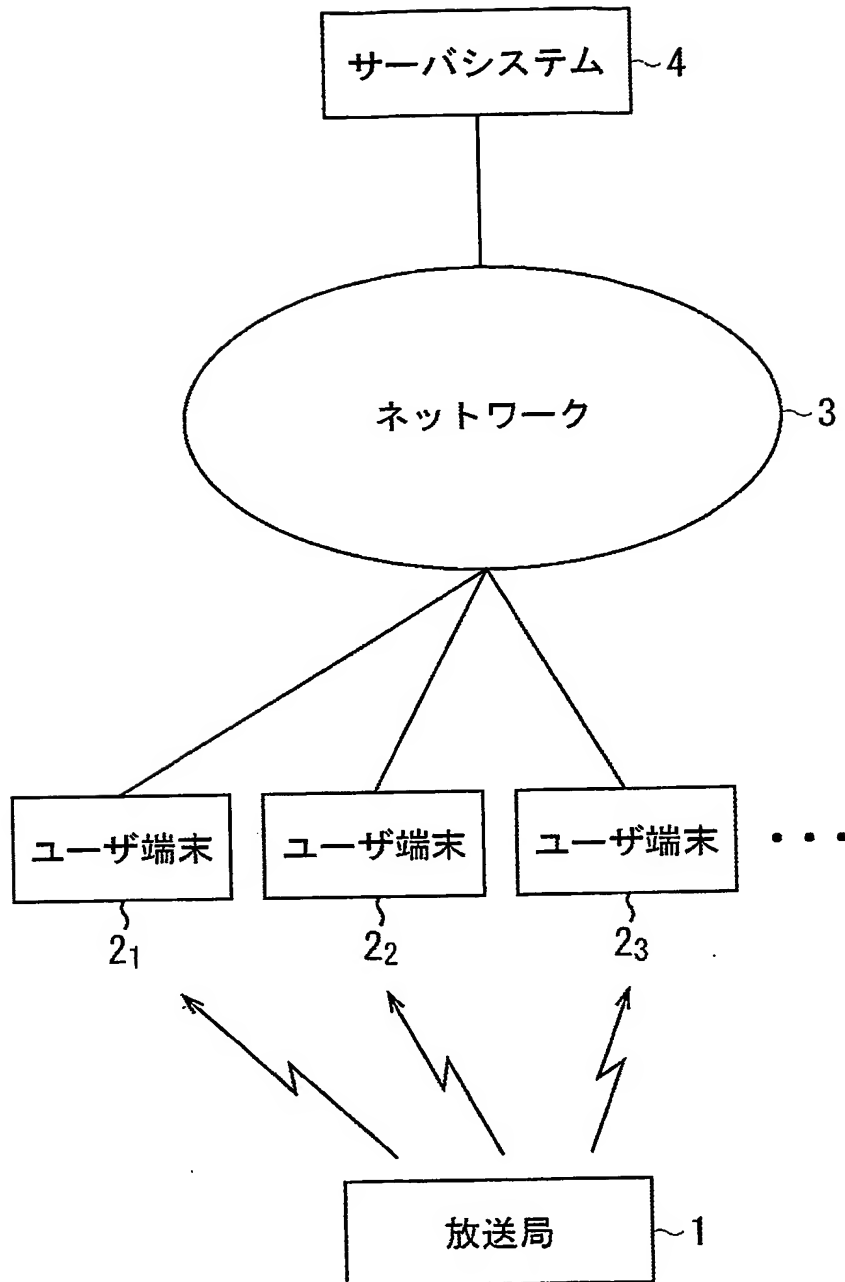 サーバシステム 4
ネットワーク 3
ユーザ端末 ユーザ端末 ユーザ端末 ・・・
2₁ 2₂ 2₃
放送局 1